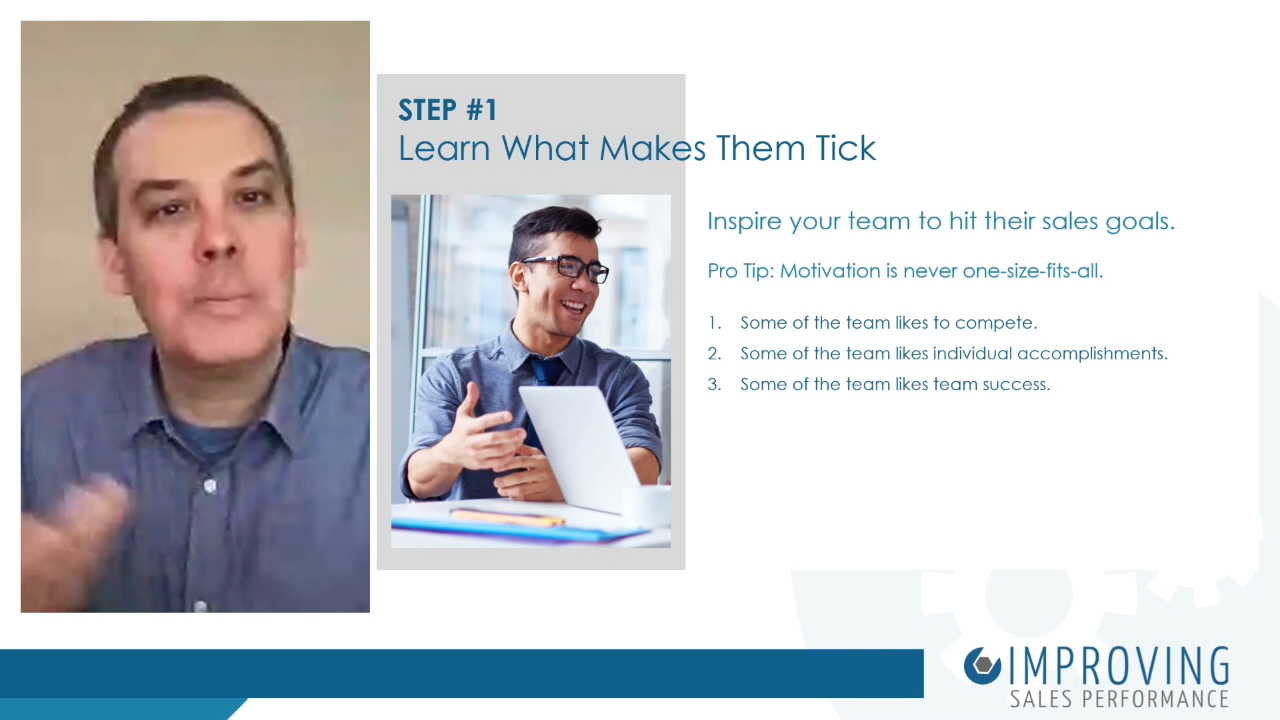 STEP #1
Learn What Makes Them Tick
Inspire your team to hit their sales goals.
Pro Tip: Motivation is never one-size-fits-all.
1. Some of the team likes to compete.
2. Some of the team likes individual accomplishments.
3. Some of the team likes team success.
IMPROVING
SALES PERFORMANCE